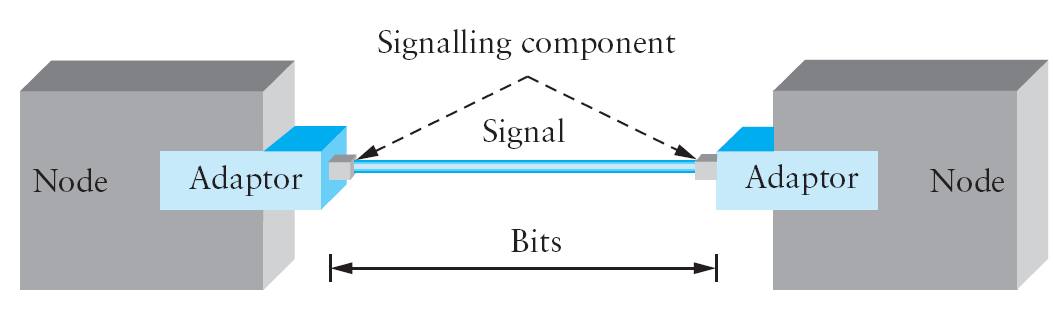 Signalling component
Signal
Node
Adaptor
Adaptor
Node
Bits